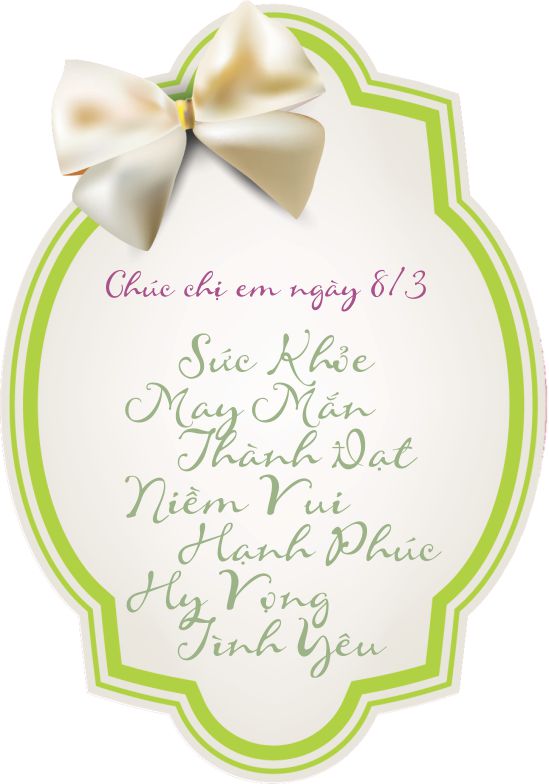 Chúc chị em ngày 8/3
Sức Khỏe
May Mắn
Thành Đạt
Niềm Vui
Hạnh Phúc
Hy Vọng
Tình Yêu